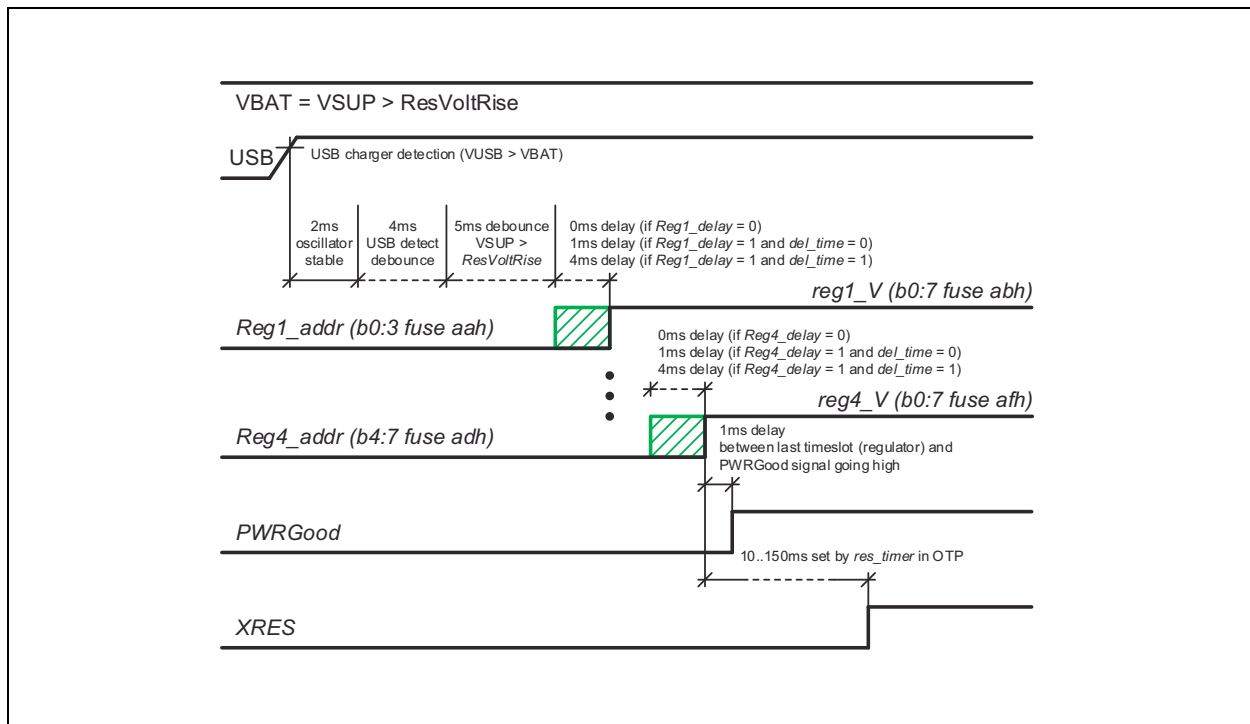 VBAT = VSUP > ResVoltRise
USB
USB charger detection (VUSB > VBAT)
2ms
oscillator
stable
4ms
USB detect
debounce
5ms debounce
VSUP >
ResVoltRise
0ms delay (if Reg1_delay = 0)
1ms delay (if Reg1_delay = 1 and del_time = 0)
4ms delay (if Reg1_delay = 1 and del_time = 1)
reg1_V (b0:7 fuse abh)
Reg1_addr (b0:3 fuse aah)
0ms delay (if Reg4_delay = 0)
1ms delay (if Reg4_delay = 1 and del_time = 0)
4ms delay (if Reg4_delay = 1 and del_time = 1)
reg4_V (b0:7 fuse afh)
Reg4_addr (b4:7 fuse adh)
1ms delay
between last timeslot (regulator) and
PWRGood signal going high
PWRGood
10..150ms set by res_timer in OTP
XRES